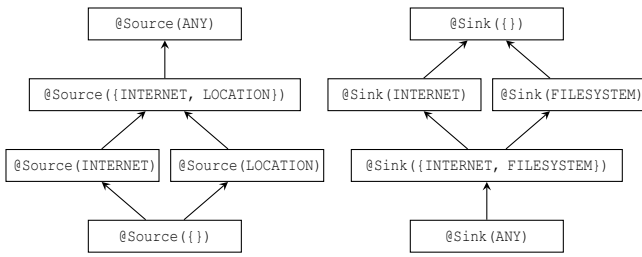 @Source(ANY)
@Source({INTERNET, LOCATION})
@Source(INTERNET)
@Source(LOCATION)
@Source({})
@Sink({})
@Sink(INTERNET)
@Sink(FILESYSTEM)
@Sink({INTERNET, FILESYSTEM})
@Sink(ANY)